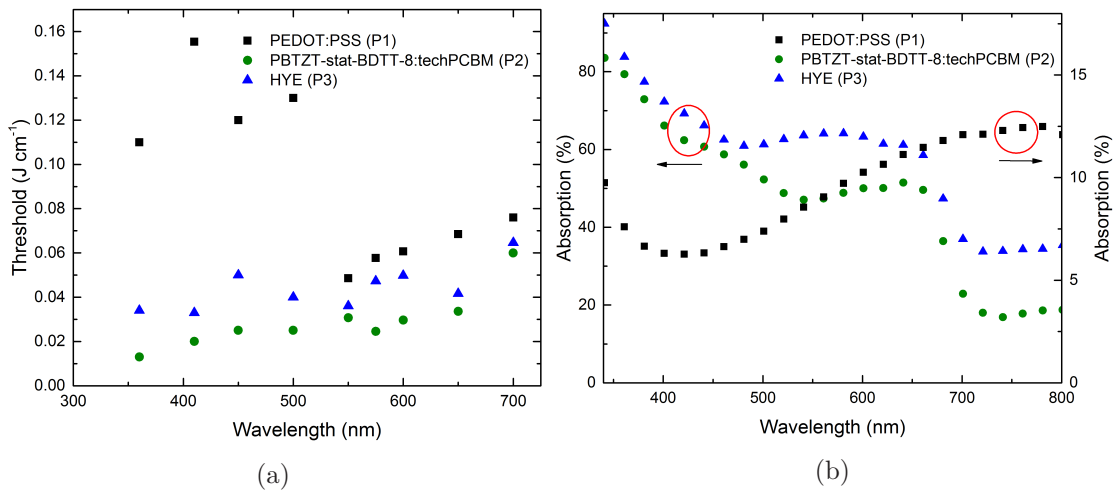 0.16
0.14
0.12
0.10
0.08
0.06
0.04
0.02
0.00
Threshold (J cm⁻¹)
300
400
500
600
700
Wavelength (nm)
PEDOT:PSS (P1)
PBTZT-stat-BDTT-8:techPCBM (P2)
HYE (P3)
(a)
80
60
40
20
0
Absorption (%)
400
500
600
700
800
Wavelength (nm)
PEDOT:PSS (P1)
PBTZT-stat-BDTT-8:techPCBM (P2)
HYE (P3)
15
10
5
0
Absorption (%)
(b)